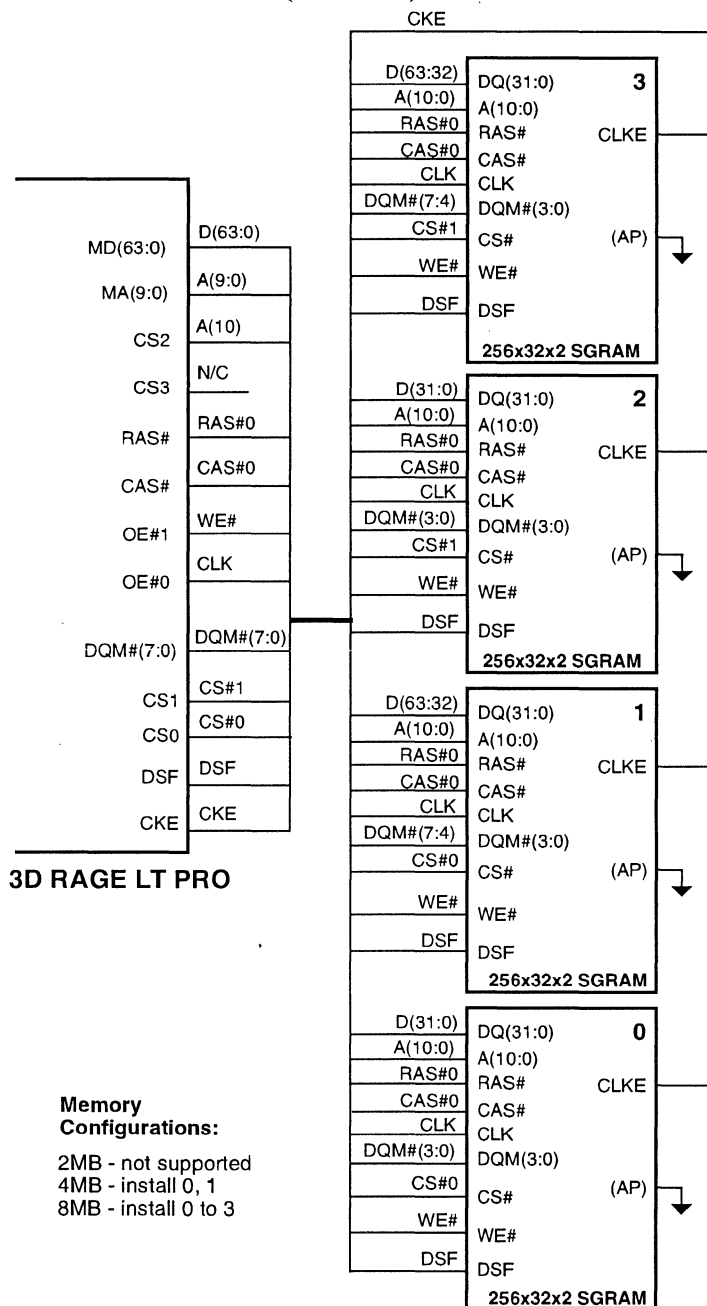 CKE
MD(63:0) D(63:0)
MA(9:0) A(9:0)
CS2 A(10)
CS3 N/C
RAS# RAS#0
CAS# CAS#0
OE#1 WE#
OE#0 CLK
DQM#(7:0) DQM#(7:0)
CS1 CS#1
CS0 CS#0
DSF DSF
CKE CKE
3D RAGE LT PRO
D(63:32) DQ(31:0) 3
A(10:0) A(10:0)
RAS#0 RAS# CLKE
CAS#0 CAS#
CLK CLK
DQM#(7:4) DQM#(3:0)
CS#1 CS# (AP)
WE# WE#
DSF DSF
256x32x2 SGRAM
D(31:0) DQ(31:0) 2
A(10:0) A(10:0)
RAS#0 RAS# CLKE
CAS#0 CAS#
CLK CLK
DQM#(3:0) DQM#(3:0)
CS#1 CS# (AP)
WE# WE#
DSF DSF
256x32x2 SGRAM
D(63:32) DQ(31:0) 1
A(10:0) A(10:0)
RAS#0 RAS# CLKE
CAS#0 CAS#
CLK CLK
DQM#(7:4) DQM#(3:0)
CS#0 CS# (AP)
WE# WE#
DSF DSF
256x32x2 SGRAM
D(31:0) DQ(31:0) 0
A(10:0) A(10:0)
RAS#0 RAS# CLKE
CAS#0 CAS#
CLK CLK
DQM#(3:0) DQM(3:0)
CS#0 CS# (AP)
WE# WE#
DSF DSF
256x32x2 SGRAM
Memory
Configurations:
2MB - not supported
4MB - install 0, 1
8MB - install 0 to 3